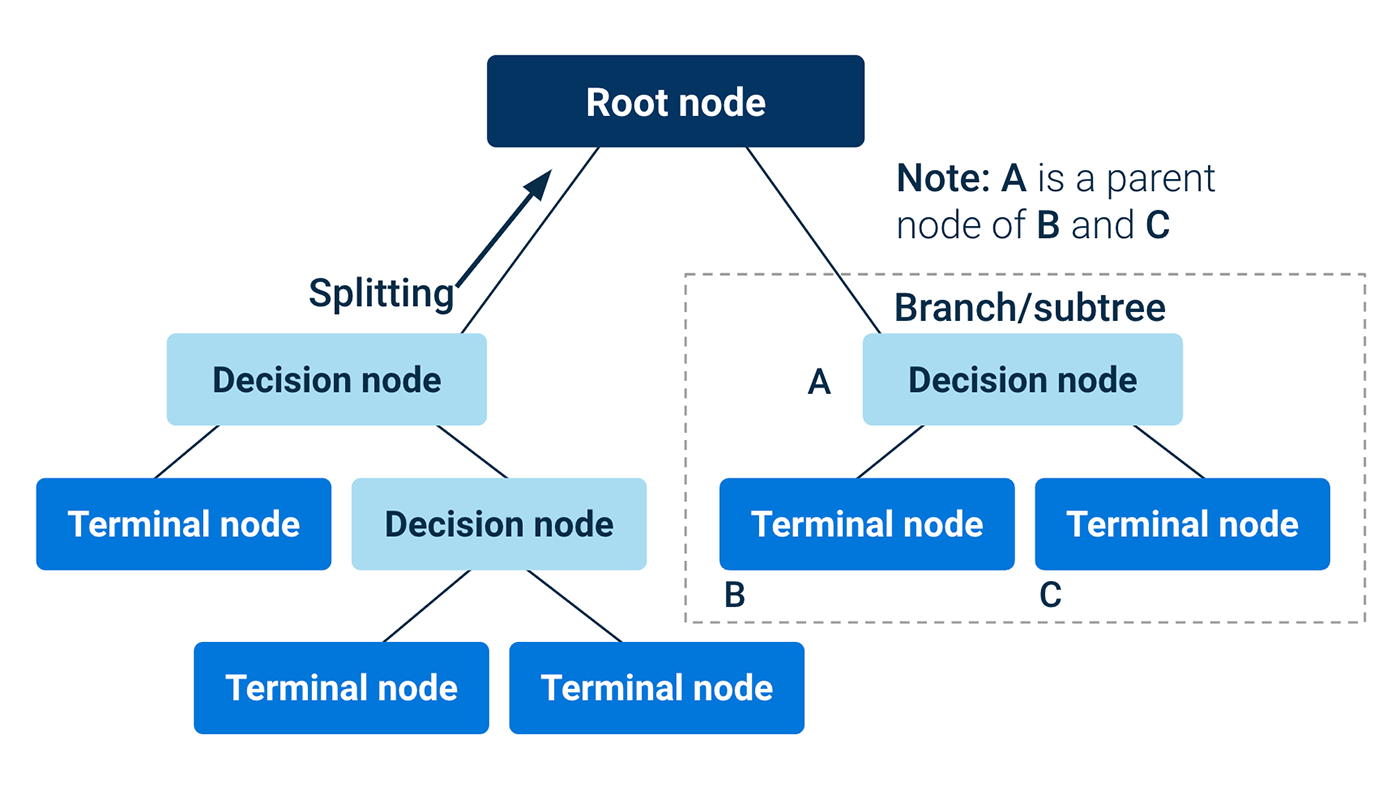 Root node
Note: A is a parent
node of B and C
Splitting
Branch/subtree
Decision node
A
Decision node
Terminal node
Decision node
Terminal node
Terminal node
B
C
Terminal node
Terminal node